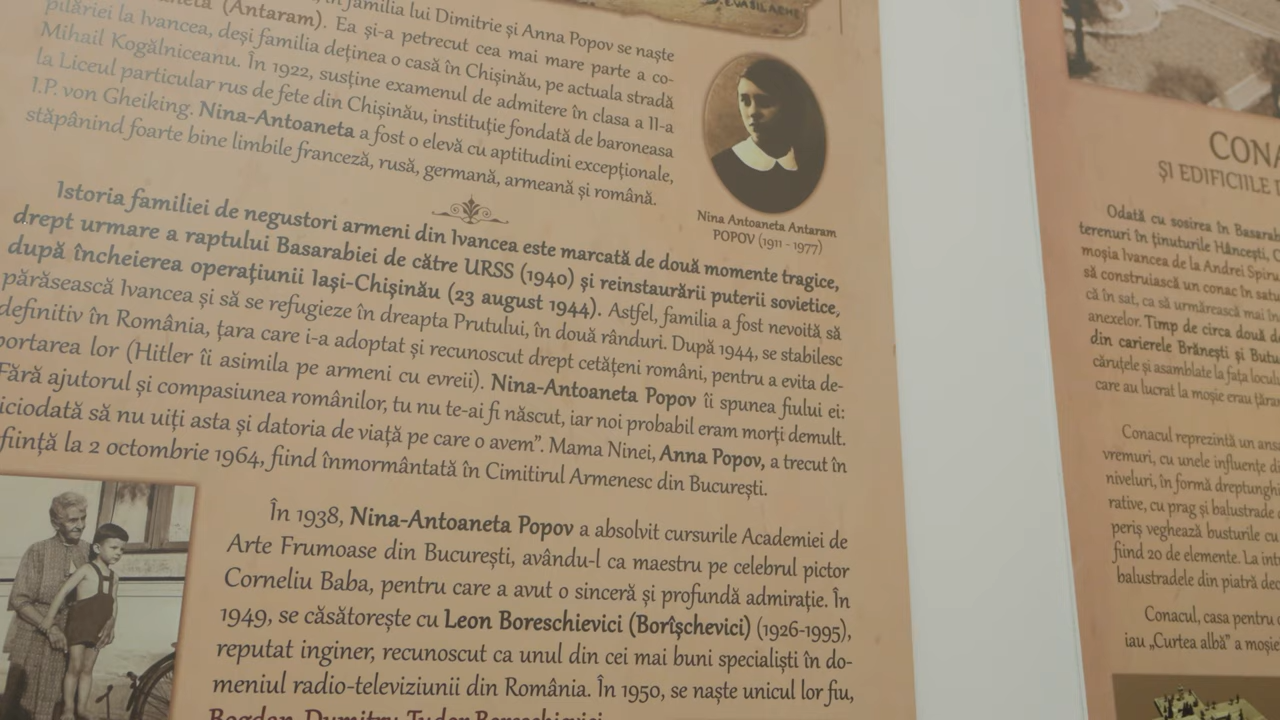 EVASILACHE
în familia lui Dimitrie și Anna Popov se naște
(Antaram). Ea și-a petrecut cea mai mare parte a co-
pilăriei la Ivancea, deși familia deținea o casă în Chișinău, pe actuala stradă
Mihail Kogălniceanu. În 1922, susține examenul de admitere în clasa a II-a
la Liceul particular rus de fete din Chișinău, instituție fondată de baroneasa
I.P. von Gheiking. Nina-Antoaneta a fost o elevă cu aptitudini excepționale,
stăpânind foarte bine limbile franceză, rusă, germană, armeană și română.
Nina Antoaneta Antaram
POPOV (1911 - 1977)
Istoria familiei de negustori armeni din Ivancea este marcată de două momente tragice,
drept urmare a raptului Basarabiei de către URSS (1940) și reinstaurării puterii sovietice,
după încheierea operațiunii Iași-Chișinău (23 august 1944). Astfel, familia a fost nevoită să
părăsească Ivancea și să se refugieze în dreapta Prutului, în două rânduri. După 1944, se stabilesc
definitiv în România, țara care i-a adoptat și recunoscut drept cetățeni români, pentru a evita de-
portarea lor (Hitler îi asimila pe armeni cu evreii). Nina-Antoaneta Popov îi spunea fiului ei:
Fără ajutorul și compasiunea românilor, tu nu te-ai fi născut, iar noi probabil eram morți demult.
iciodată să nu uiți asta și datoria de viață pe care o avem”. Mama Ninei, Anna Popov, a trecut în
ființă la 2 octombrie 1964, fiind înmormântată în Cimitirul Armenesc din București.
În 1938, Nina-Antoaneta Popov a absolvit cursurile Academiei de
Arte Frumoase din București, avându-l ca maestru pe celebrul pictor
Corneliu Baba, pentru care a avut o sinceră și profundă admirație. În
1949, se căsătorește cu Leon Boreschievici (Borîșchevici) (1926-1995),
reputat inginer, recunoscut ca unul din cei mai buni specialiști în do-
meniul radio-televiziunii din România. În 1950, se naște unicul lor fiu,
Bogdan-Dumitru-Tudor Boreschievici
CONA
ȘI EDIFICIILE
Odată cu sosirea în Basarab
terenuri în ținuturile Hâncești,
moșia Ivancea de la Andrei Spiru
să construiască un conac în satu
că în sat, ca să urmărească mai în
anexelor. Timp de circa două d
din carierele Brănești și Butu
căruțele și asamblate la fața locului
care au lucrat la moșie erau țăran
Conacul reprezintă un ans
vremuri, cu unele influențe di
niveluri, în formă dreptunghi
rative, cu prag și balustrade
periș veghează busturile cu
fiind 20 de elemente. La int
balustradele din piatră dec
Conacul, casa pentru
iau „Curtea albă” a moșie